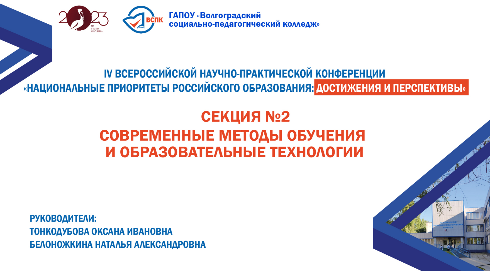 2023
ВСПК
ГАПОУ «Волгоградский
социально-педагогический колледж»
IV ВСЕРОССИЙСКОЙ НАУЧНО-ПРАКТИЧЕСКОЙ КОНФЕРЕНЦИИ
«НАЦИОНАЛЬНЫЕ ПРИОРИТЕТЫ РОССИЙСКОГО ОБРАЗОВАНИЯ: ДОСТИЖЕНИЯ И ПЕРСПЕКТИВЫ»
СЕКЦИЯ №2
СОВРЕМЕННЫЕ МЕТОДЫ ОБУЧЕНИЯ
И ОБРАЗОВАТЕЛЬНЫЕ ТЕХНОЛОГИИ
РУКОВОДИТЕЛИ:
ТОНКОДУБОВА ОКСАНА ИВАНОВНА
БЕЛОНОЖКИНА НАТАЛЬЯ АЛЕКСАНДРОВНА